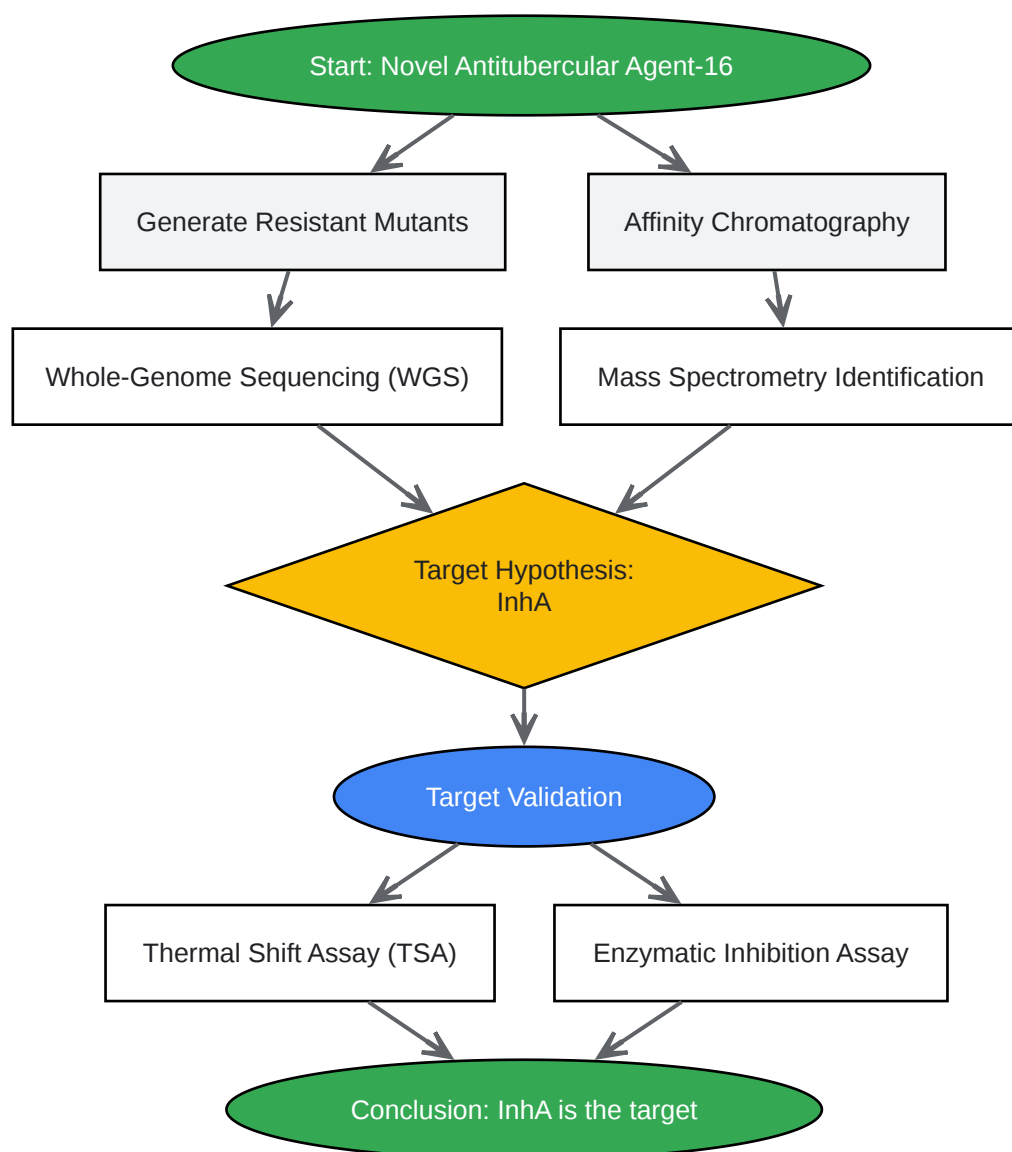 Start: Novel Antitubercular Agent-16
Generate Resistant Mutants
Affinity Chromatography
Whole-Genome Sequencing (WGS)
Mass Spectrometry Identification
Target Hypothesis:
InhA
Target Validation
Thermal Shift Assay (TSA)
Enzymatic Inhibition Assay
Conclusion: InhA is the target